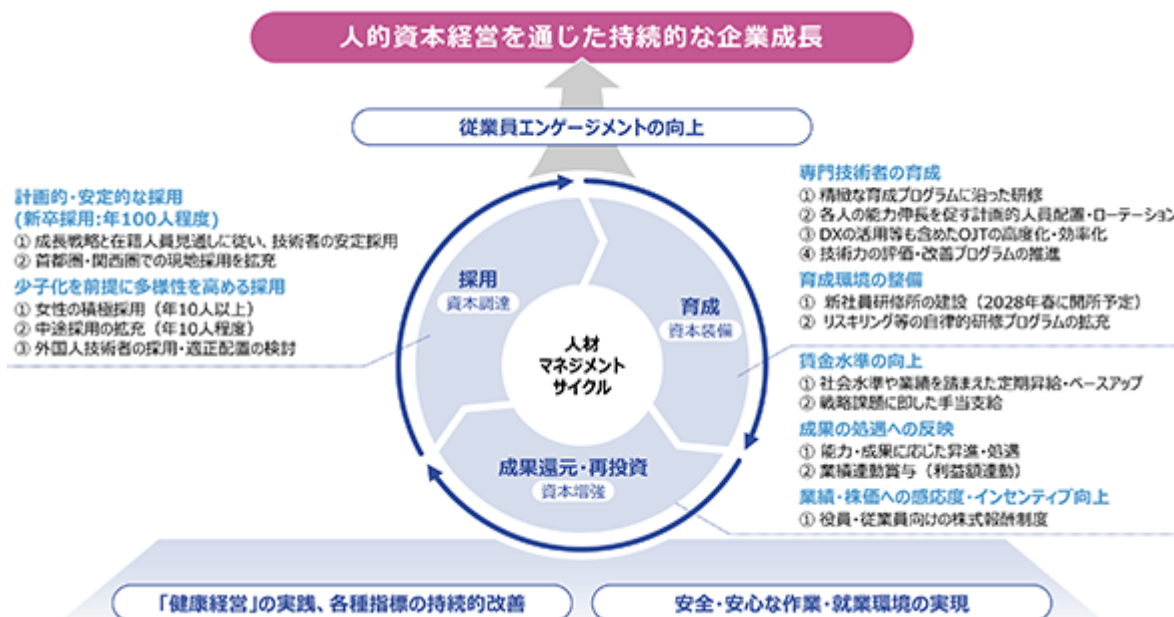 人的資本経営を通じた持続的な企業成長
従業員エンゲージメントの向上
計画的・安定的な採用
(新卒採用:年100人程度)
① 成長戦略と在籍人員見通しに従い、技術者の安定採用
② 首都圏・関西圏での現地採用を拡充
少子化を前提に多様性を高める採用
① 女性の積極採用（年10人以上）
② 中途採用の拡充（年10人程度）
③ 外国人技術者の採用・適正配置の検討
採用
資本調達
育成
資本装備
人材
マネジメント
サイクル
成果還元・再投資
資本増強
専門技術者の育成
① 精緻な育成プログラムに沿った研修
② 各人の能力伸長を促す計画的人員配置・ローテーション
③ DXの活用等も含めたOJTの高度化・効率化
④ 技術力の評価・改善プログラムの推進
育成環境の整備
① 新社員研修所の建設（2028年春に開所予定）
② リスキリング等の自律的研修プログラムの拡充
賃金水準の向上
① 社会水準や業績を踏まえた定期昇給・ベースアップ
② 戦略課題に即した手当支給
成果の処遇への反映
① 能力・成果に応じた昇進・処遇
② 業績連動賞与（利益額連動）
業績・株価への感応度・インセンティブ向上
① 役員・従業員向けの株式報酬制度
「健康経営」の実践、各種指標の持続的改善
安全・安心な作業・就業環境の実現